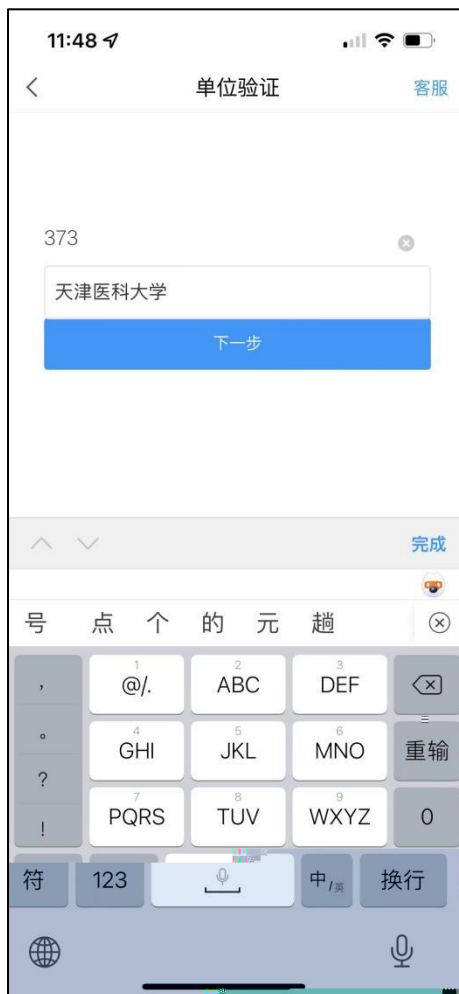 11:48
单位验证 客服
373
天津医科大学
下一步
完成
号 点 个 的 元 趟
， 1 @/. 2 ABC 3 DEF
。 4 GHI 5 JKL 6 MNO 重输
?
! 7 PQRS 8 TUV 9 WXYZ 0
符 123 中/英 换行